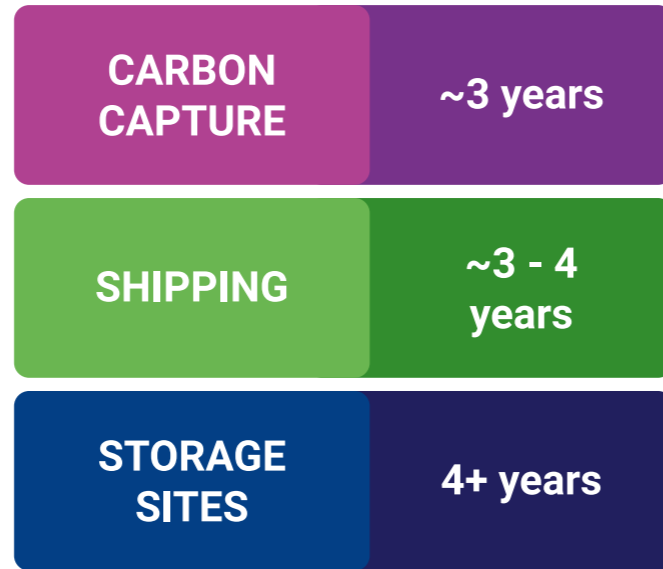 CARBON
CAPTURE
~3 years
SHIPPING
~3 - 4
years
STORAGE
SITES
4+ years